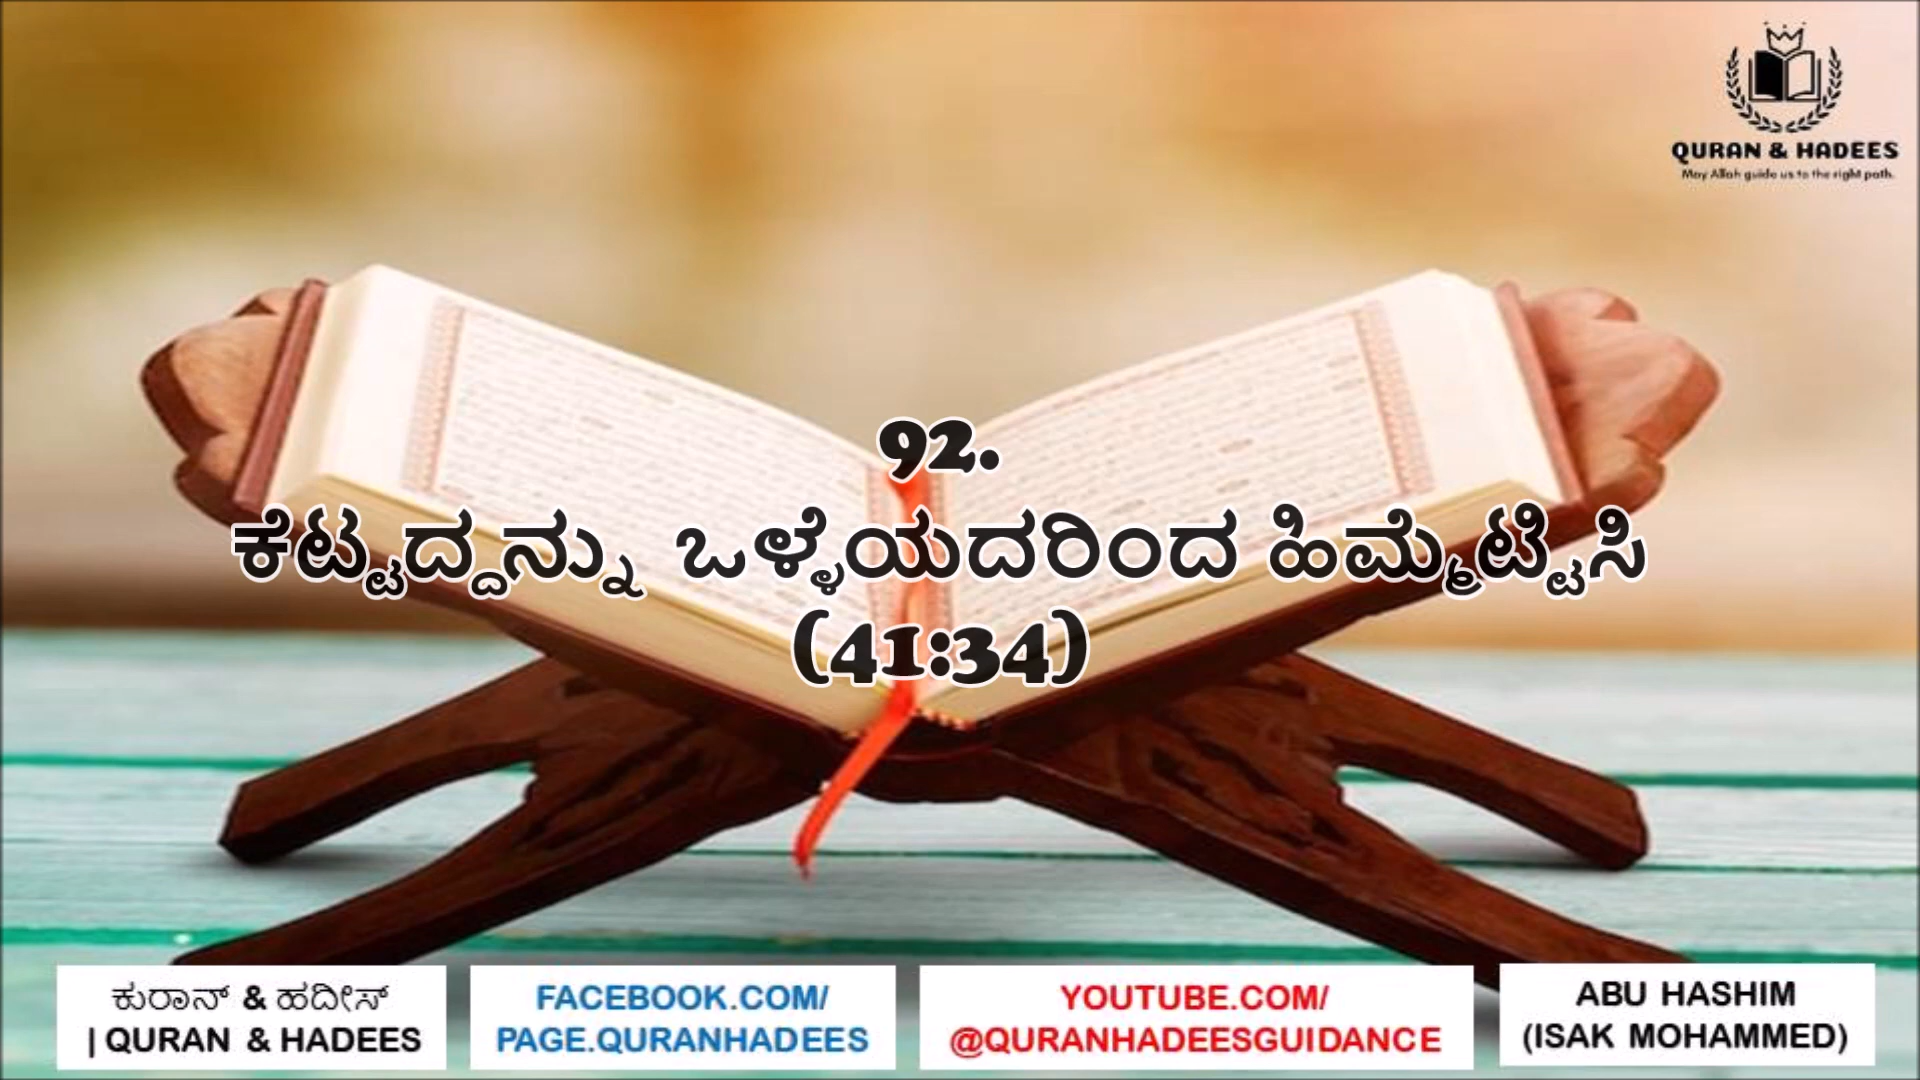 QURAN & HADEES
May Allah guide us to the right path.
92.
ಕೆಟ್ಟದ್ದನ್ನು ಒಳ್ಳೆಯದರಿಂದ ಹಿಮ್ಮೆಟ್ಟಿಸಿ
(41:34)
ಕುರಾನ್ & ಹದೀಸ್
| QURAN & HADEES
FACEBOOK.COM/
PAGE.QURANHADEES
YOUTUBE.COM/
@QURANHADEESGUIDANCE
ABU HASHIM
(ISAK MOHAMMED)